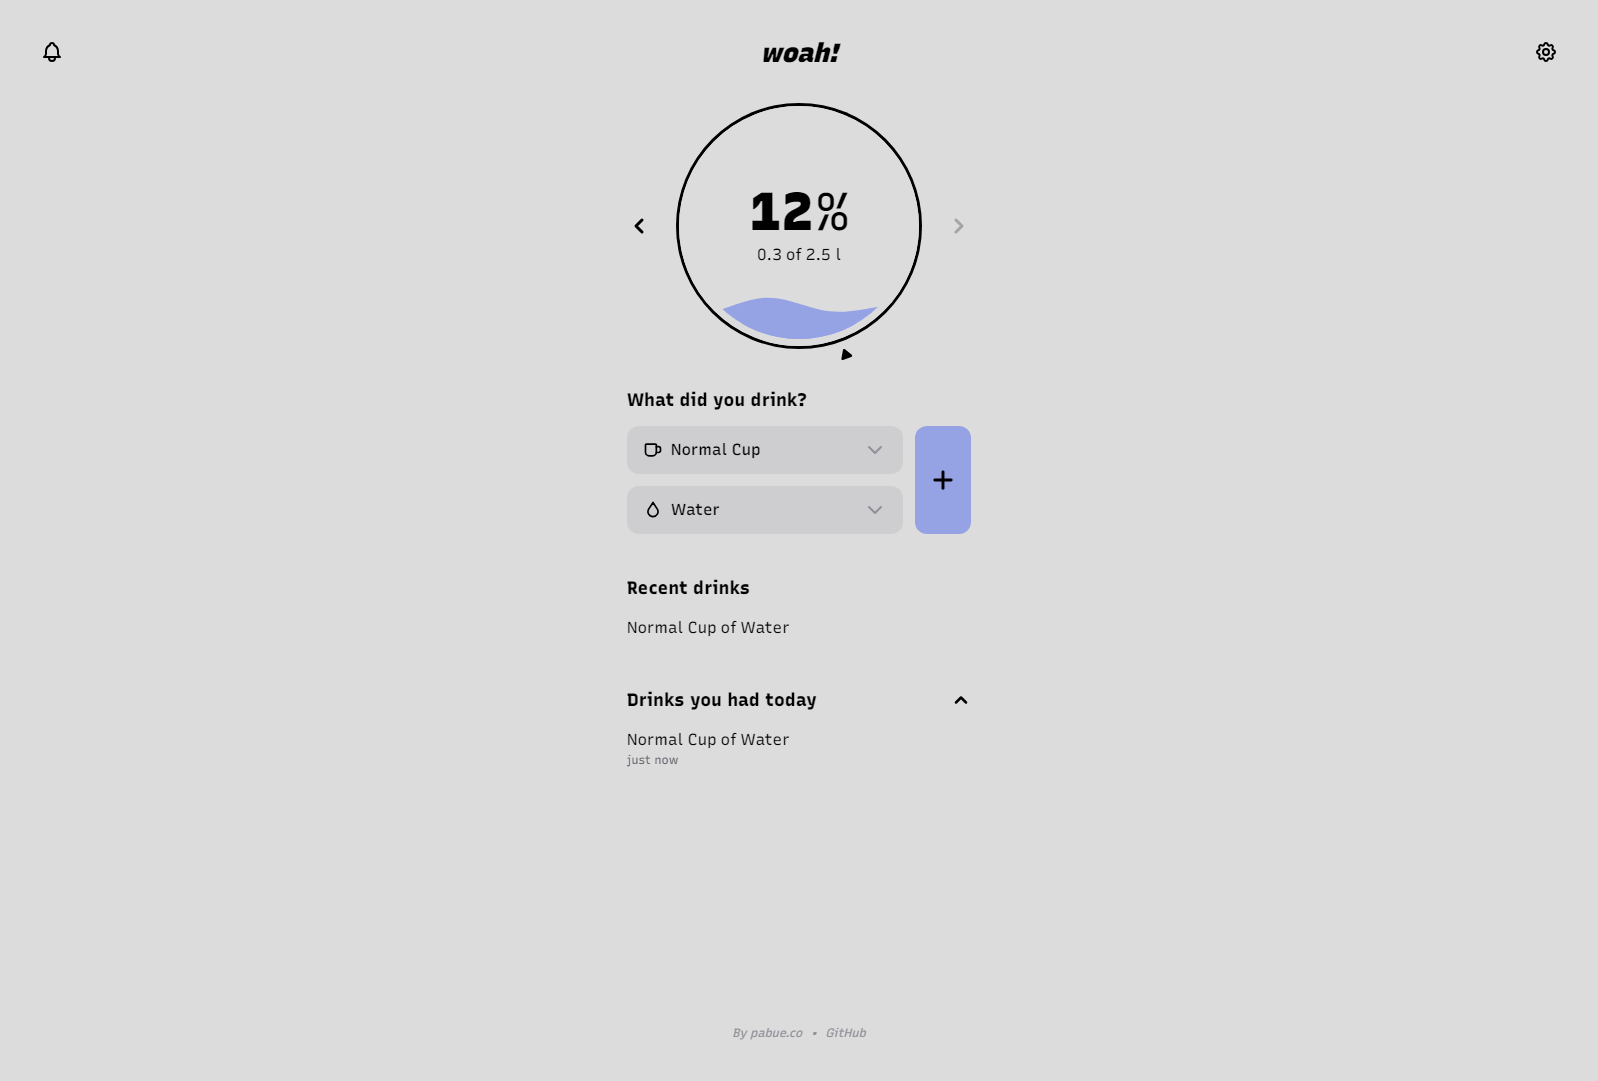 woah!
12%
0.3 of 2.5 l
What did you drink?
Normal Cup
Water
Recent drinks
Normal Cup of Water
Drinks you had today
Normal Cup of Water
just now
By pabue.co • GitHub